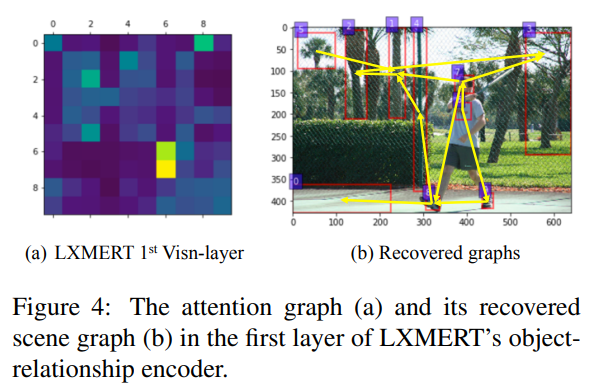 0 2 4 6 8
0
2
4
6
8
5 2 1 4 3
7
0
0
50
100
150
200
250
300
350
400
0 100 200 300 400 500 600
(a) LXMERT 1st Visn-layer
(b) Recovered graphs
Figure 4: The attention graph (a) and its recovered
scene graph (b) in the first layer of LXMERT's object-
relationship encoder.